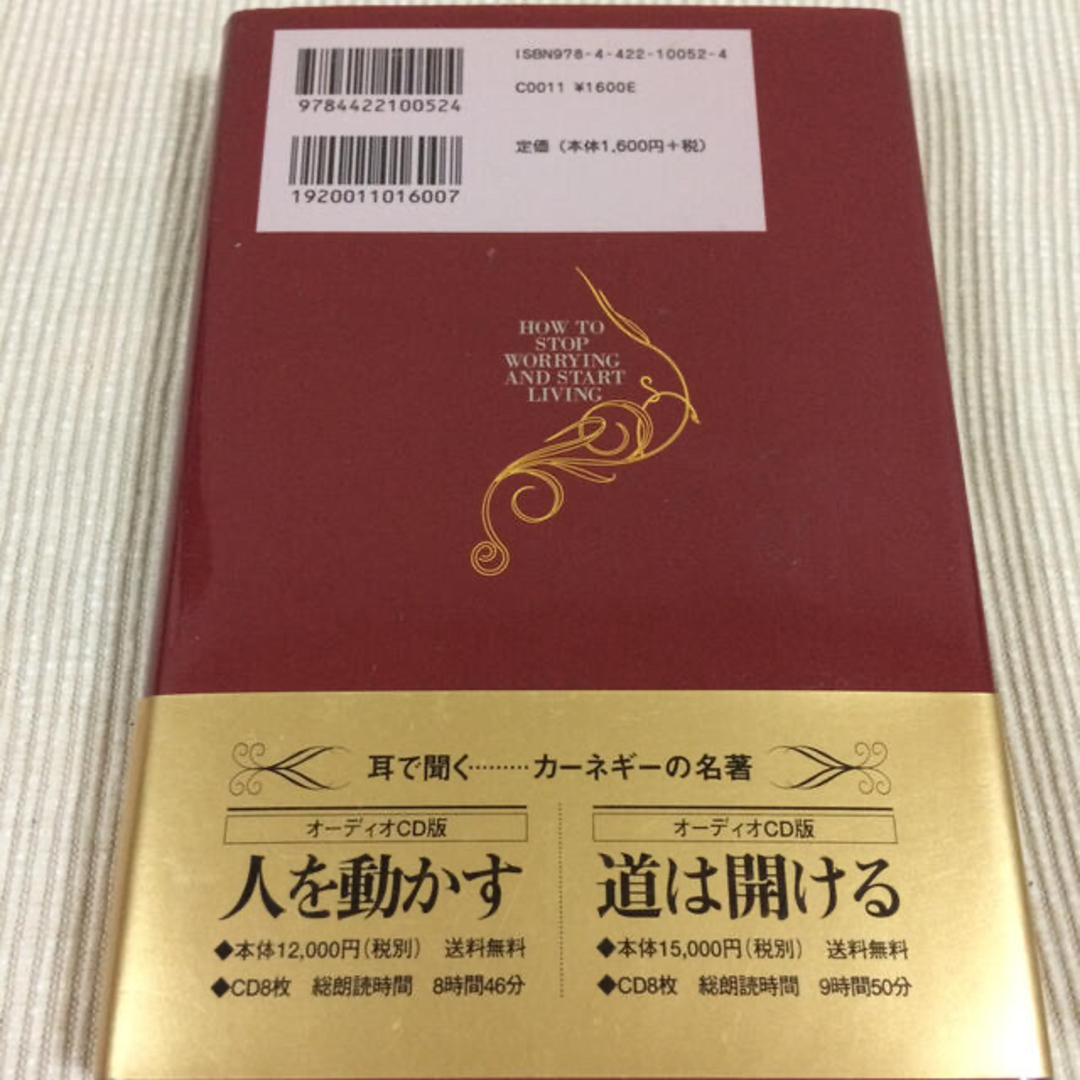 ISBN978-4-422-10052-4
C0011 ¥1600E
9784422100524
定価（本体1,600円＋税）
1920011016007
HOW TO
STOP
WORRYING
AND START
LIVING
耳で聞く………カーネギーの名著
オーディオCD版
人を動かす
◆本体12,000円（税別） 送料無料
◆CD8枚 総朗読時間 8時間46分
オーディオCD版
道は開ける
◆本体15,000円（税別） 送料無料
◆CD8枚 総朗読時間 9時間50分